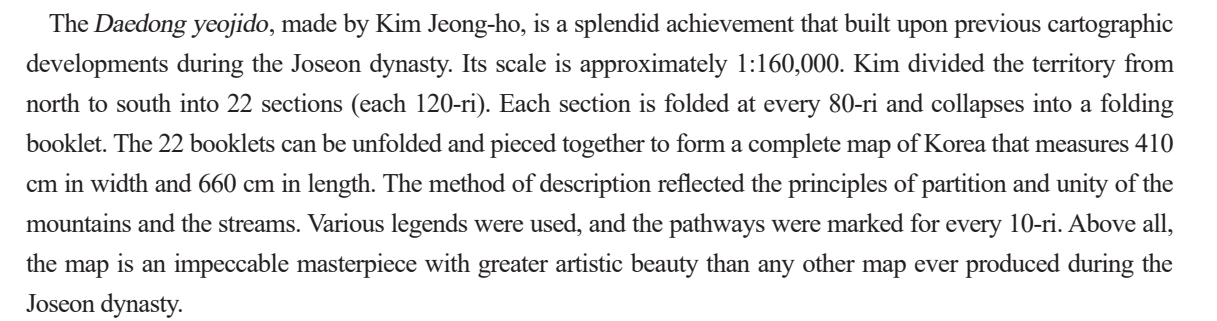 The Daedong yeojido, made by Kim Jeong-ho, is a splendid achievement that built upon previous cartographic
developments during the Joseon dynasty. Its scale is approximately 1:160,000. Kim divided the territory from
north to south into 22 sections (each 120-ri). Each section is folded at every 80-ri and collapses into a folding
booklet. The 22 booklets can be unfolded and pieced together to form a complete map of Korea that measures 410
cm in width and 660 cm in length. The method of description reflected the principles of partition and unity of the
mountains and the streams. Various legends were used, and the pathways were marked for every 10-ri. Above all,
the map is an impeccable masterpiece with greater artistic beauty than any other map ever produced during the
Joseon dynasty.